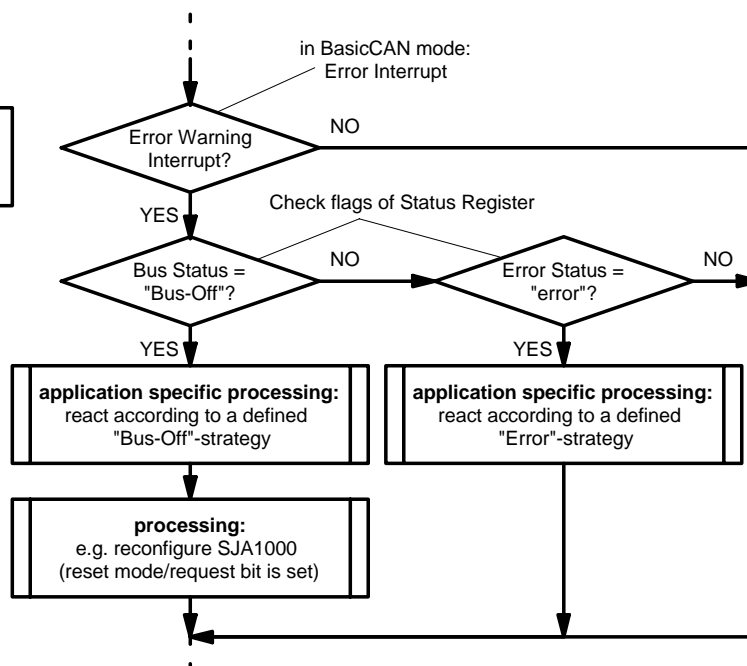 in BasicCAN mode:
Error Interrupt
Error Warning
Interrupt?
NO
YES
Check flags of Status Register
Bus Status =
"Bus-Off"?
NO
Error Status =
"error"?
NO
YES
YES
application specific processing:
react according to a defined
"Bus-Off"-strategy
application specific processing:
react according to a defined
"Error"-strategy
processing:
e.g. reconfigure SJA1000
(reset mode/request bit is set)